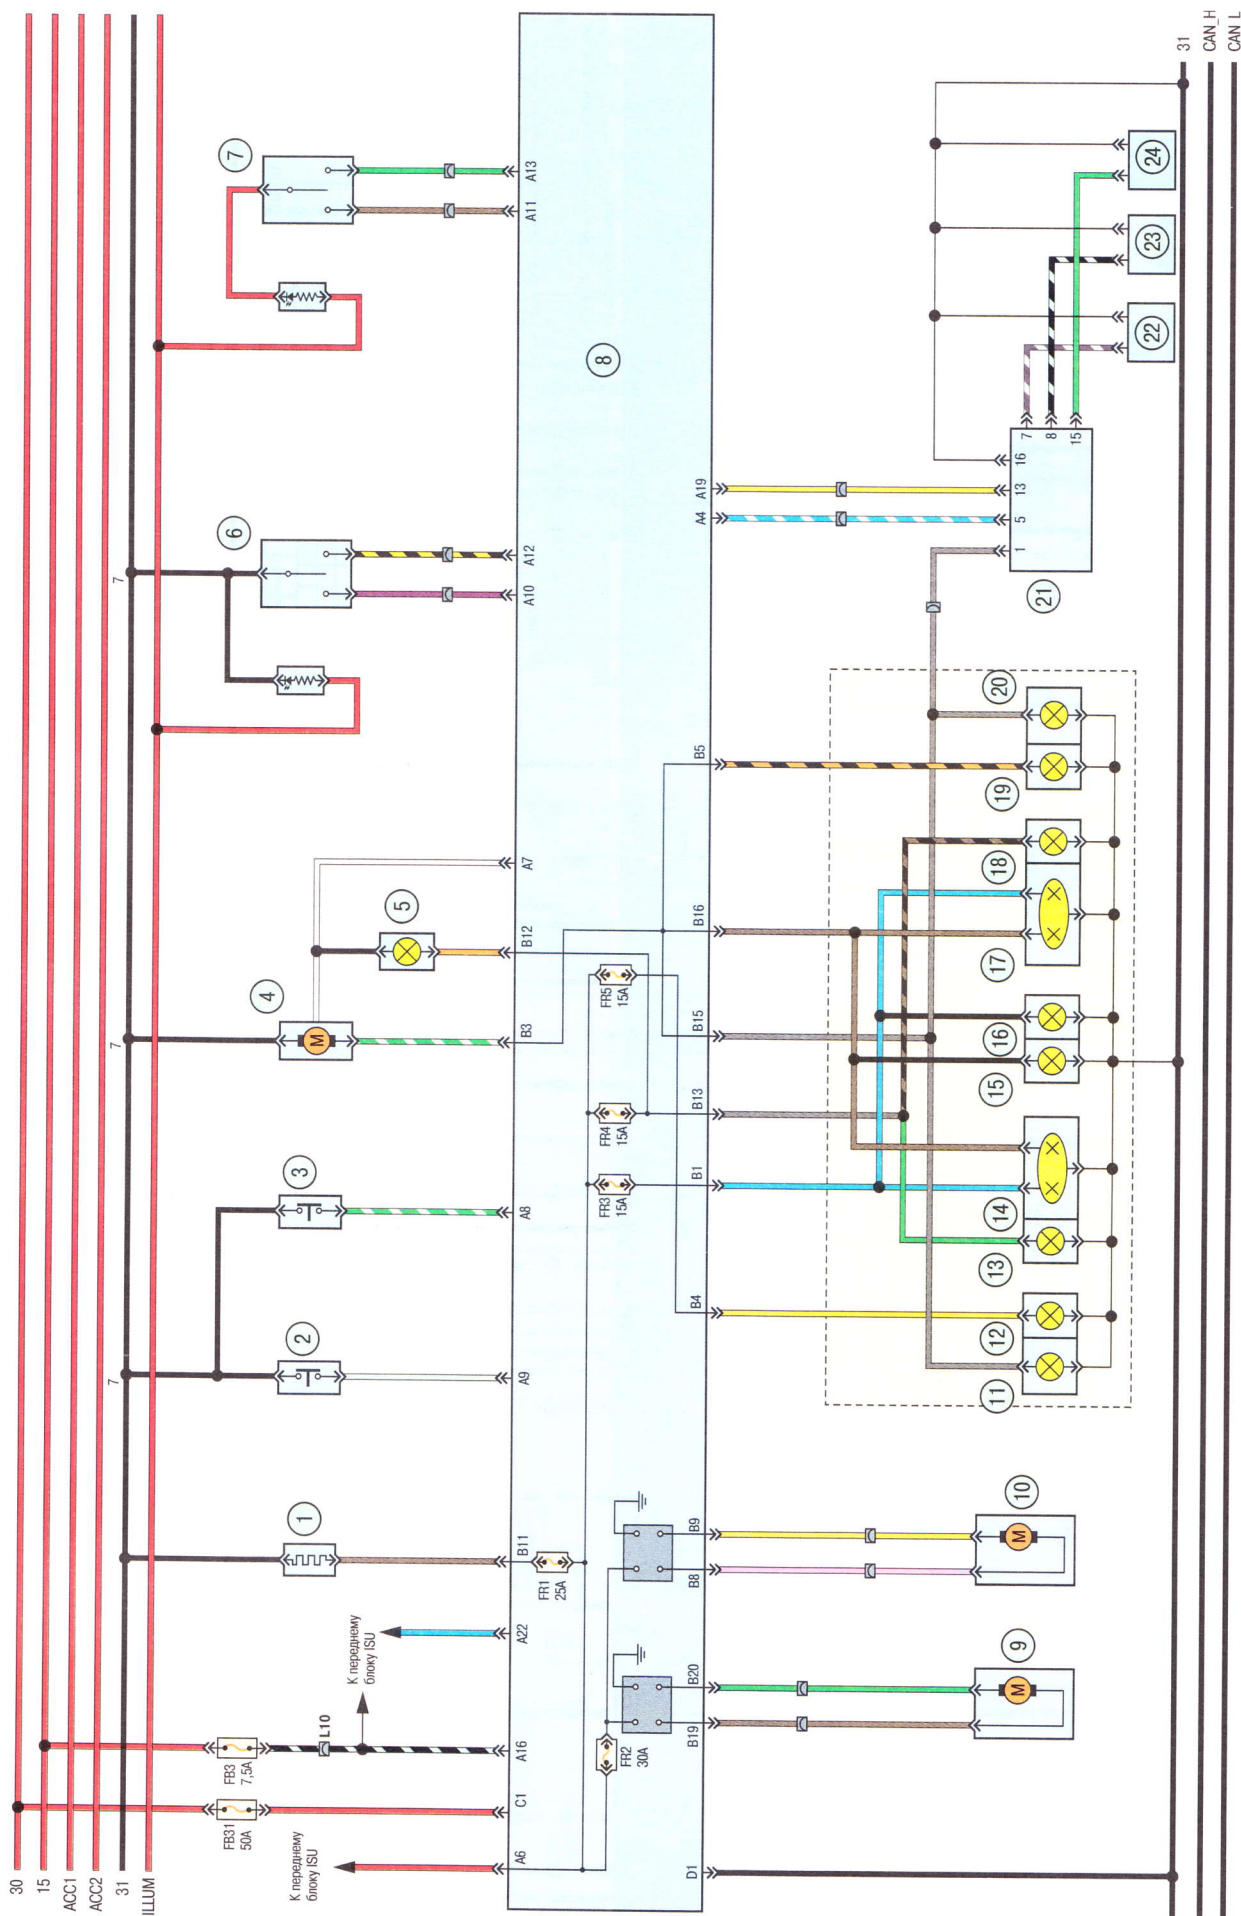 30
15
ACC1
ACC2
31
ILLUM
К переднему
блоку ISU
FB31
50A
FB3
7,5A
L10
К переднему
блоку ISU
1
7
2
3
7
4
5
7
6
7
A6
C1
A16
A22
B11
A9
A8
B3
B12
A7
A10
A12
A11
A13
FR1
25A
FR2
30A
FR3
15A
FR4
15A
FR5
15A
8
D1
B19
B20
B8
B9
B4
B1
B13
B15
B16
B5
A4
A19
9
10
11
12
13
14
15
16
17
18
19
20
21
1
5
13
16
7
8
15
22
23
24
31
CAN_H
CAN L